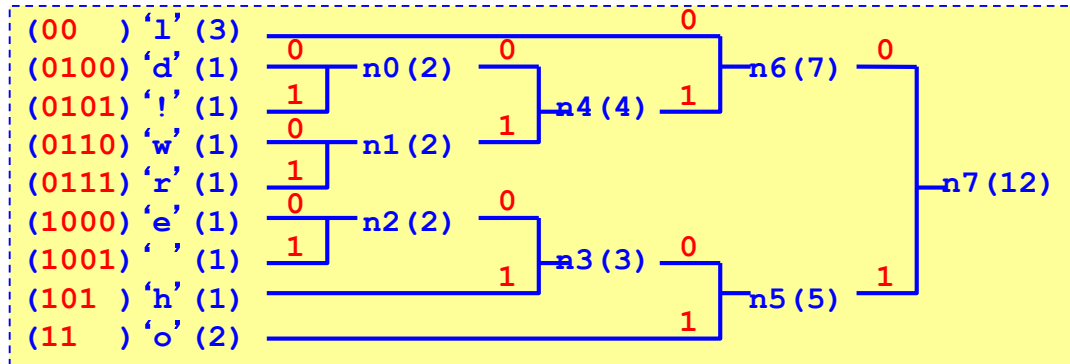 0
(00 )‘l’(3)
0 0 0
(0100)‘d’(1) n0(2) n6(7)
1 1
(0101)‘!’(1) n4(4)
0 1
(0110)‘w’(1) n1(2)
1
(0111)‘r’(1) n7(12)
0 0
(1000)‘e’(1) n2(2)
1 0
(1001)‘ ’(1) n3(3)
1 1
(101 )‘h’(1) n5(5)
1
(11 )‘o’(2)